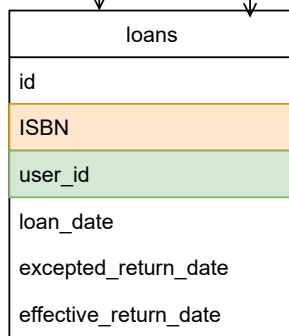 loans
id
ISBN
user_id
loan_date
excepted_return_date
effective_return_date